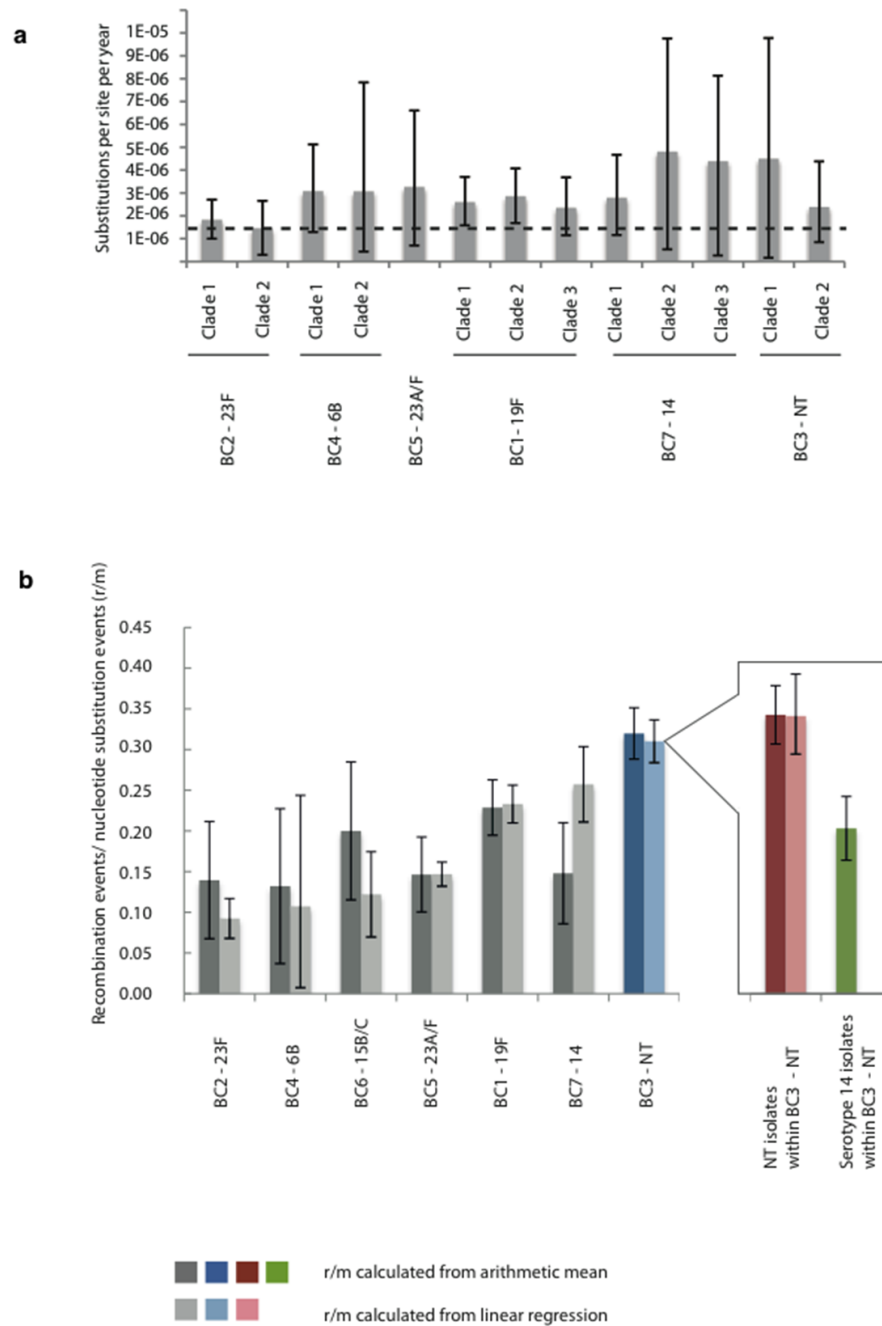 a
Substitutions per site per year
1E-05
9E-06
8E-06
7E-06
6E-06
5E-06
4E-06
3E-06
2E-06
1E-06
Clade 1
Clade 2
Clade 1
Clade 2
Clade 1
Clade 2
Clade 3
Clade 1
Clade 2
Clade 3
Clade 1
Clade 2
BC2 - 23F
BC4 - 6B
BC5 - 23A/F
BC1 - 19F
BC7 - 14
BC3 - NT
b
Recombination events/ nucleotide substitution events (r/m)
0.45
0.40
0.35
0.30
0.25
0.20
0.15
0.10
0.05
0.00
BC2 - 23F
BC4 - 6B
BC6 - 15B/C
BC5 - 23A/F
BC1 - 19F
BC7 - 14
BC3 - NT
NT isolates
within BC3 - NT
Serotype 14 isolates
within BC3 - NT
r/m calculated from arithmetic mean
r/m calculated from linear regression